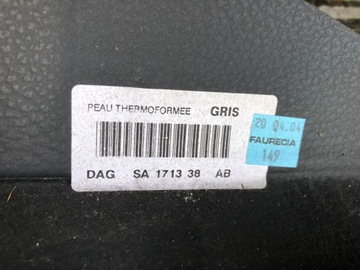 PEAU THERMOFORMEE GRIS
20 04.04
FAURECIA
149
DAG SA 1713 38 AB